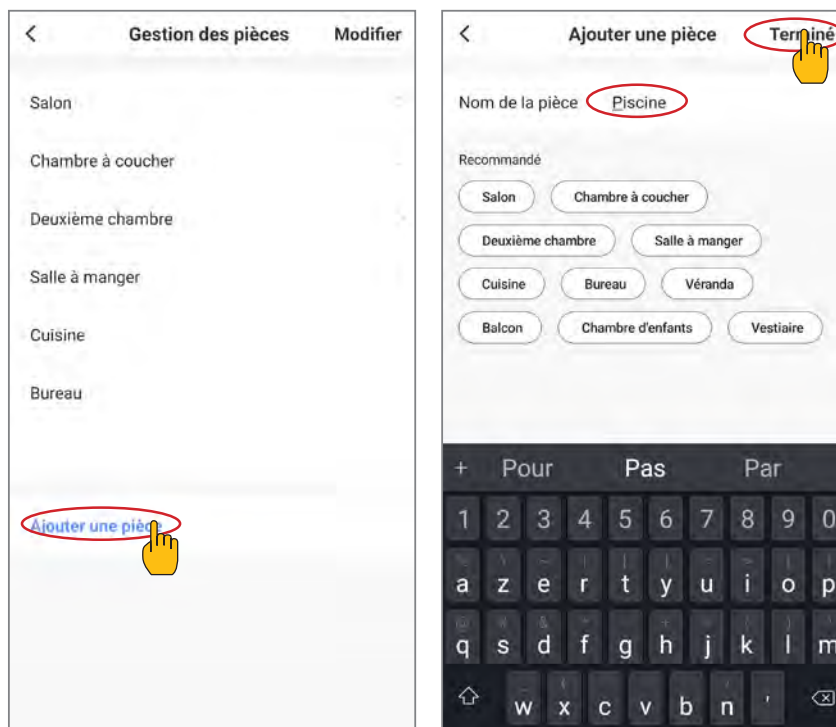 Gestion des pièces Modifier
Salon
Chambre à coucher
Deuxième chambre
Salle à manger
Cuisine
Bureau
Ajouter une pièce
Ajouter une pièce Terminé
Nom de la pièce Piscine
Recommandé
Salon Chambre à coucher
Deuxième chambre Salle à manger
Cuisine Bureau Véranda
Balcon Chambre d'enfants Vestiaire
+ Pour Pas Par
1 2 3 4 5 6 7 8 9 0
a z e r t y u i o p
q s d f g h j k l m
w x c v b n '